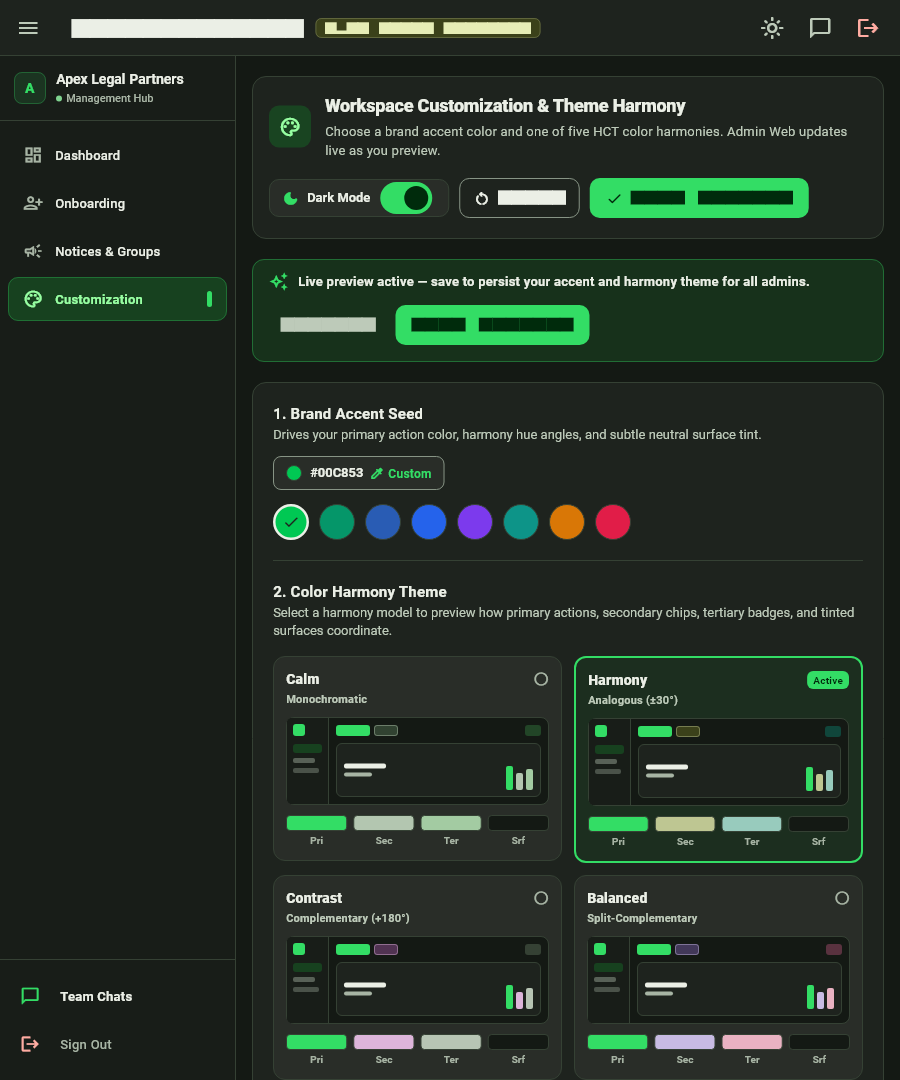 A
Apex Legal Partners
Management Hub
Dashboard
Onboarding
Notices & Groups
Customization
Team Chats
Sign Out
Workspace Customization & Theme Harmony
Choose a brand accent color and one of five HCT color harmonies. Admin Web updates
live as you preview.
Dark Mode
Live preview active — save to persist your accent and harmony theme for all admins.
1. Brand Accent Seed
Drives your primary action color, harmony hue angles, and subtle neutral surface tint.
#00C853 Custom
2. Color Harmony Theme
Select a harmony model to preview how primary actions, secondary chips, tertiary badges, and tinted
surfaces coordinate.
Calm
Monochromatic
Pri Sec Ter Srf
Harmony Active
Analogous (±30°)
Pri Sec Ter Srf
Contrast
Complementary (+180°)
Pri Sec Ter Srf
Balanced
Split-Complementary
Pri Sec Ter Srf